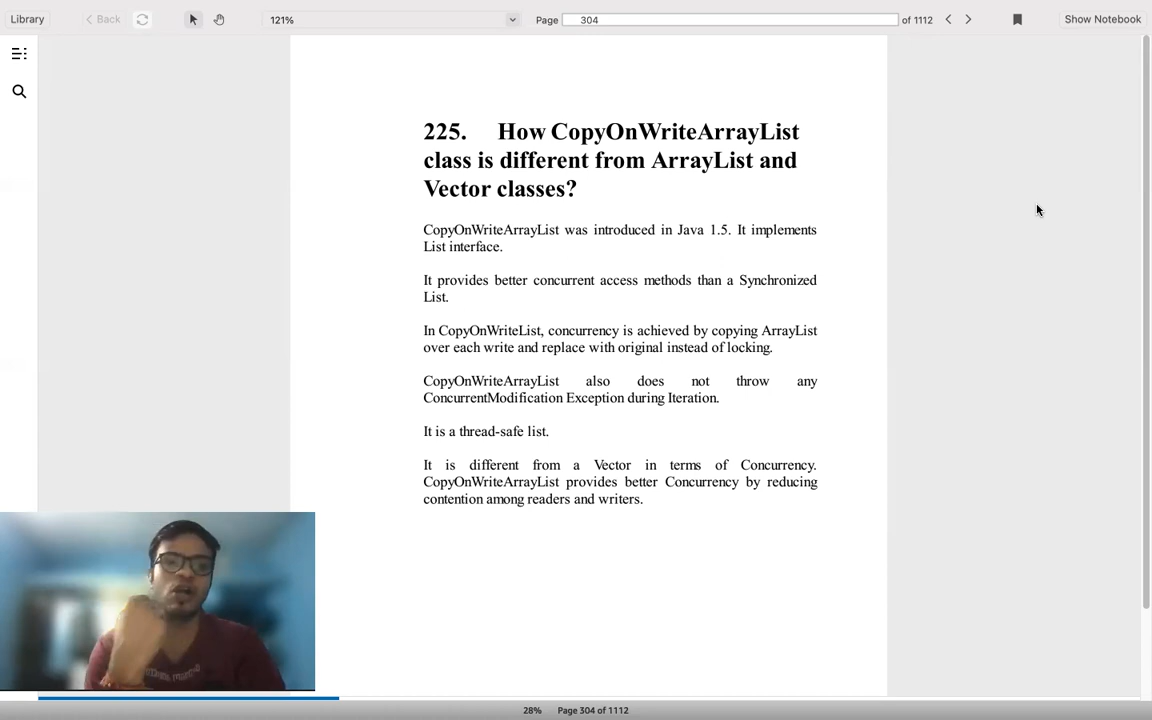 Library
Back
121%
Page
304
of 1112
Show Notebook
225. How CopyOnWriteArrayList
class is different from ArrayList and
Vector classes?
CopyOnWriteArrayList was introduced in Java 1.5. It implements
List interface.
It provides better concurrent access methods than a Synchronized
List.
In CopyOnWriteList, concurrency is achieved by copying ArrayList
over each write and replace with original instead of locking.
CopyOnWriteArrayList also does not throw any
ConcurrentModification Exception during Iteration.
It is a thread-safe list.
It is different from a Vector in terms of Concurrency.
CopyOnWriteArrayList provides better Concurrency by reducing
contention among readers and writers.
28% Page 304 of 1112